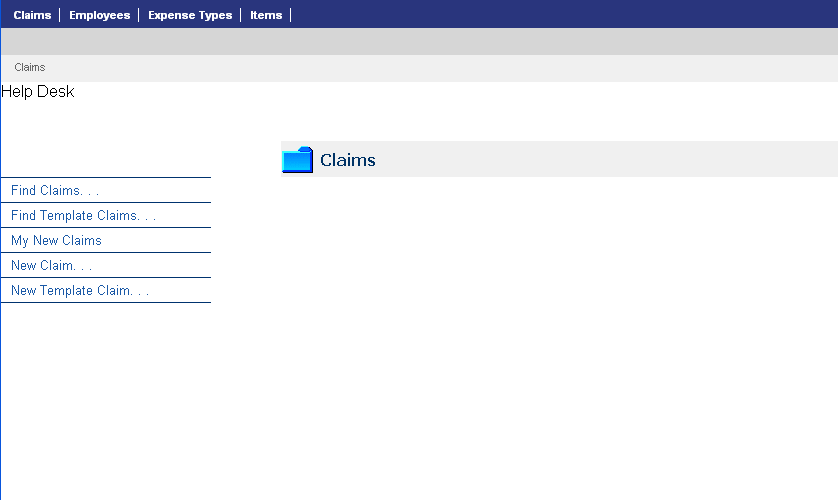 Claims Employees Expense Types Items
Claims
Help Desk
Claims
Find Claims. . .
Find Template Claims. . .
My New Claims
New Claim. . .
New Template Claim. . .